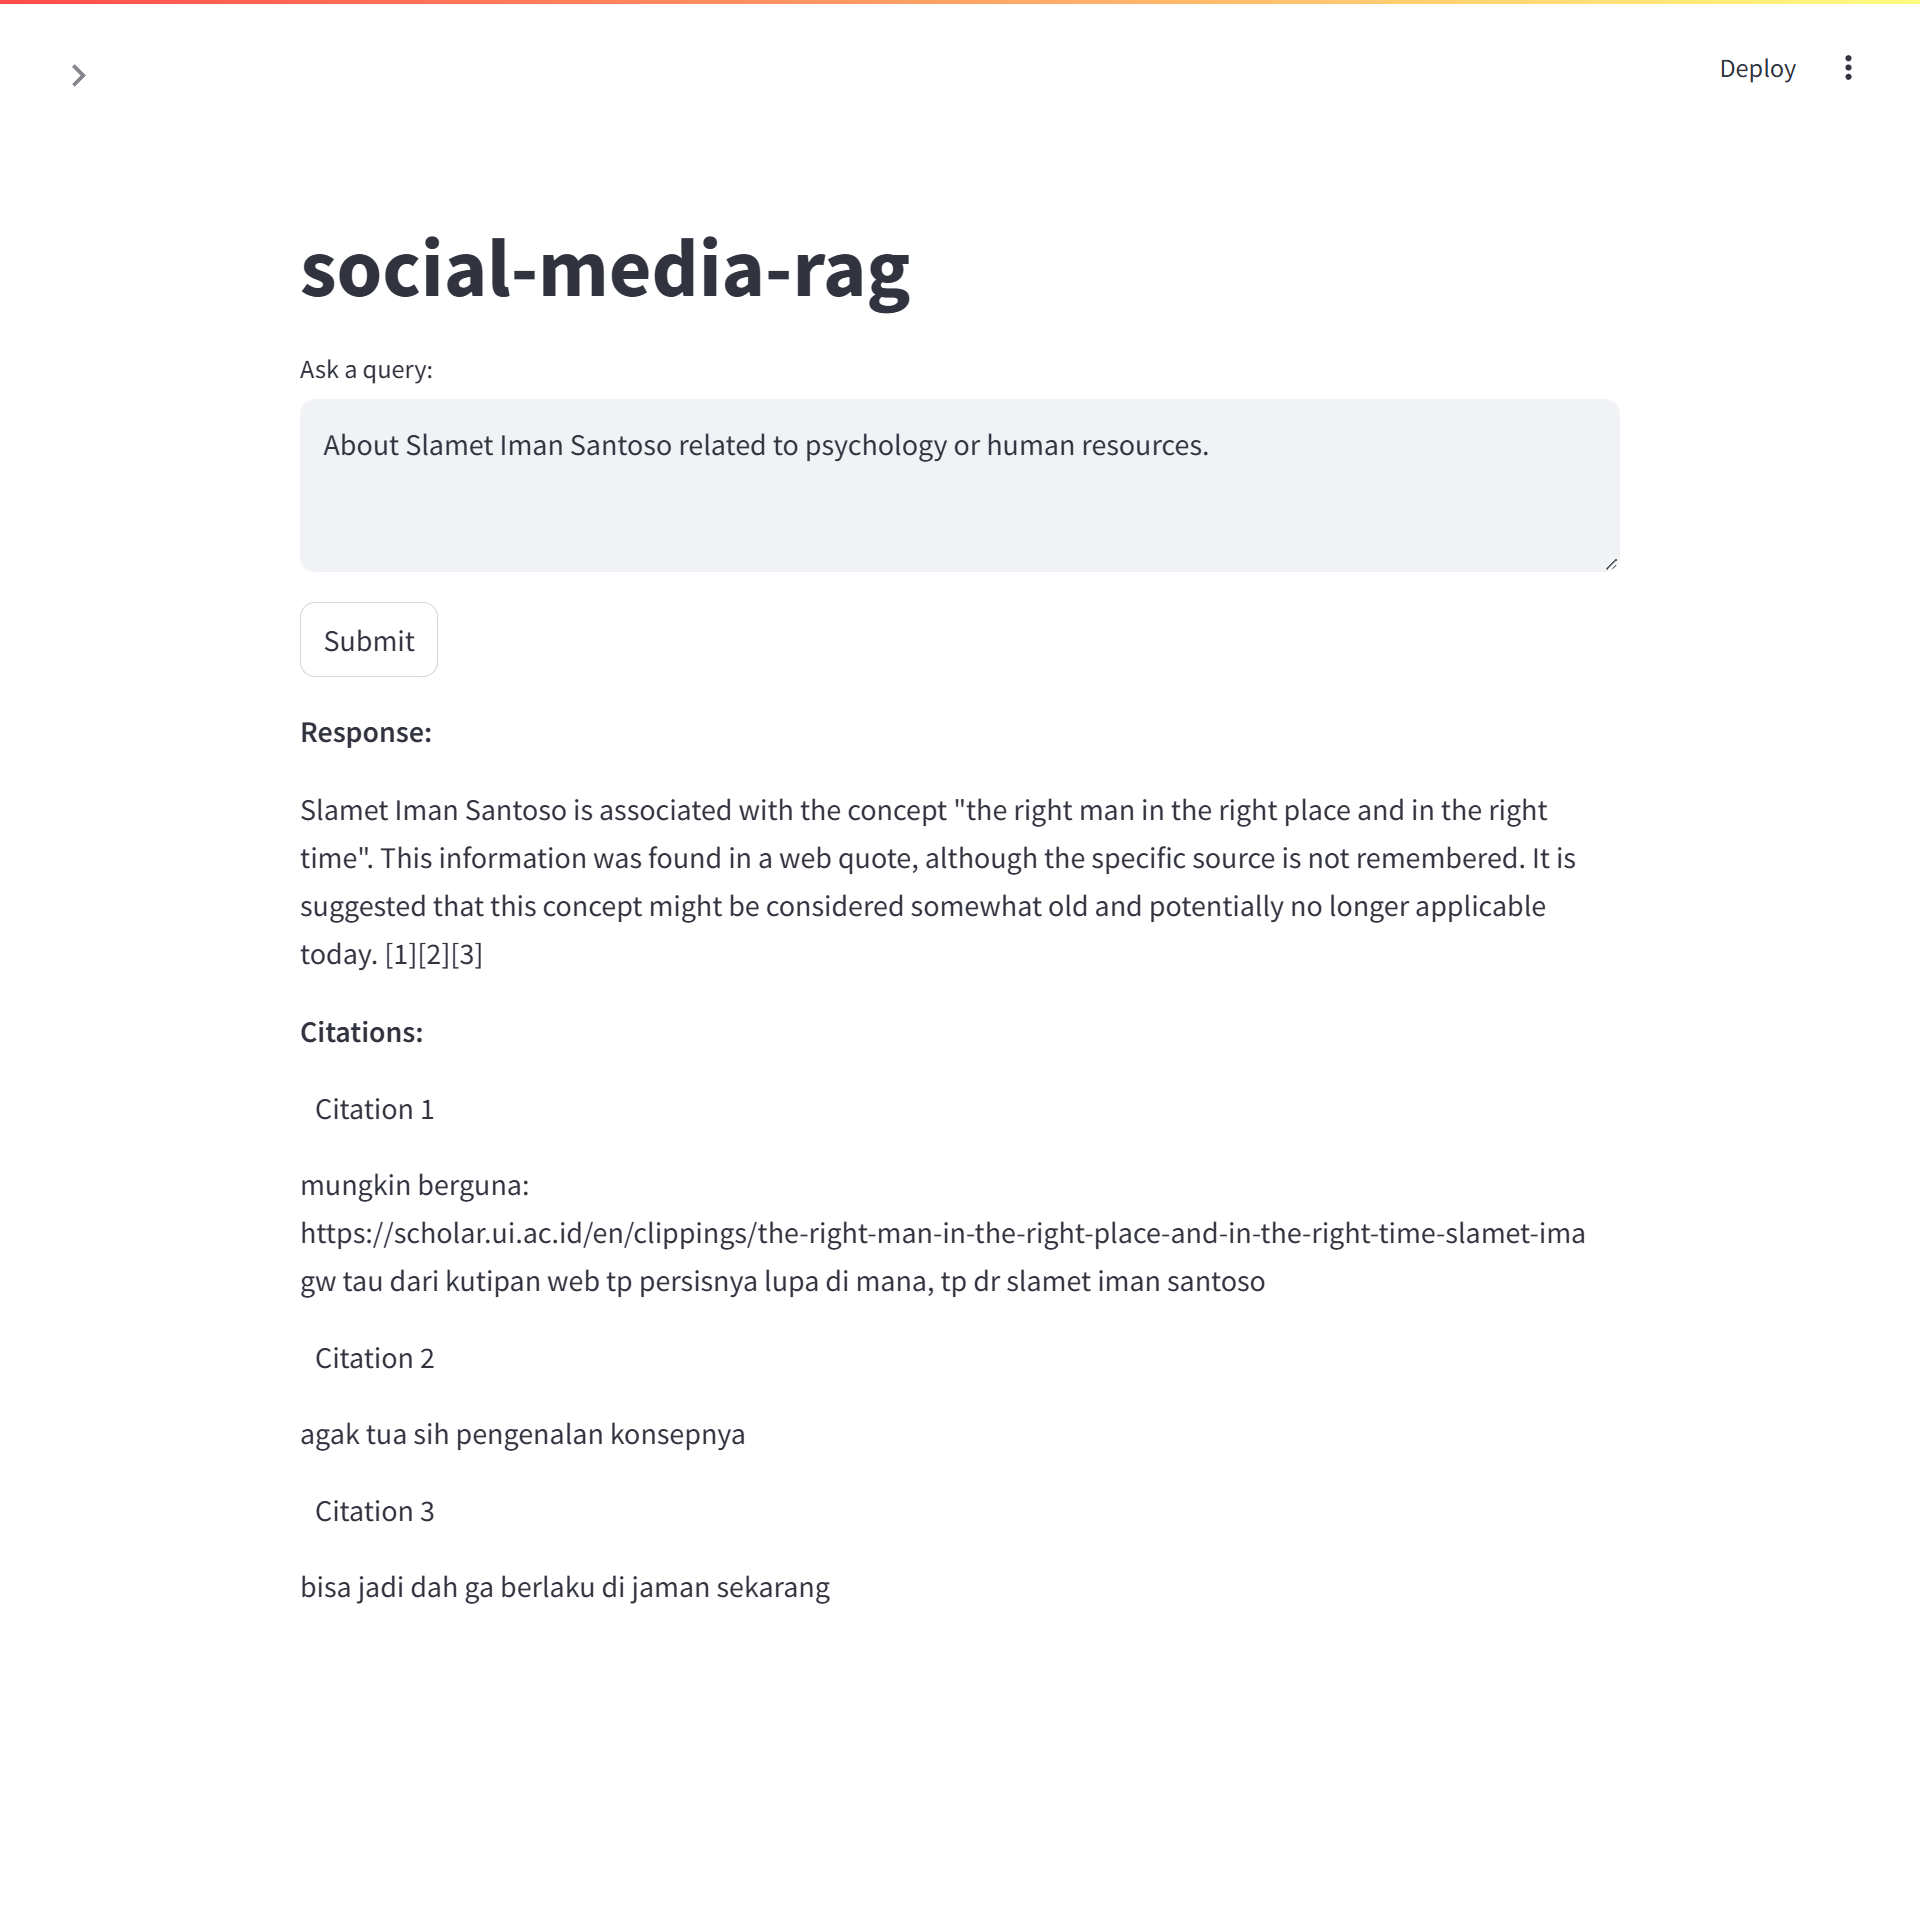 Deploy
social-media-rag
Ask a query:
About Slamet Iman Santoso related to psychology or human resources.
Submit
Response:
Slamet Iman Santoso is associated with the concept "the right man in the right place and in the right
time". This information was found in a web quote, although the specific source is not remembered. It is
suggested that this concept might be considered somewhat old and potentially no longer applicable
today. [1][2][3]
Citations:
Citation 1
mungkin berguna:
https://scholar.ui.ac.id/en/clippings/the-right-man-in-the-right-place-and-in-the-right-time-slamet-ima
gw tau dari kutipan web tp persisnya lupa di mana, tp dr slamet iman santoso
Citation 2
agak tua sih pengenalan konsepnya
Citation 3
bisa jadi dah ga berlaku di jaman sekarang